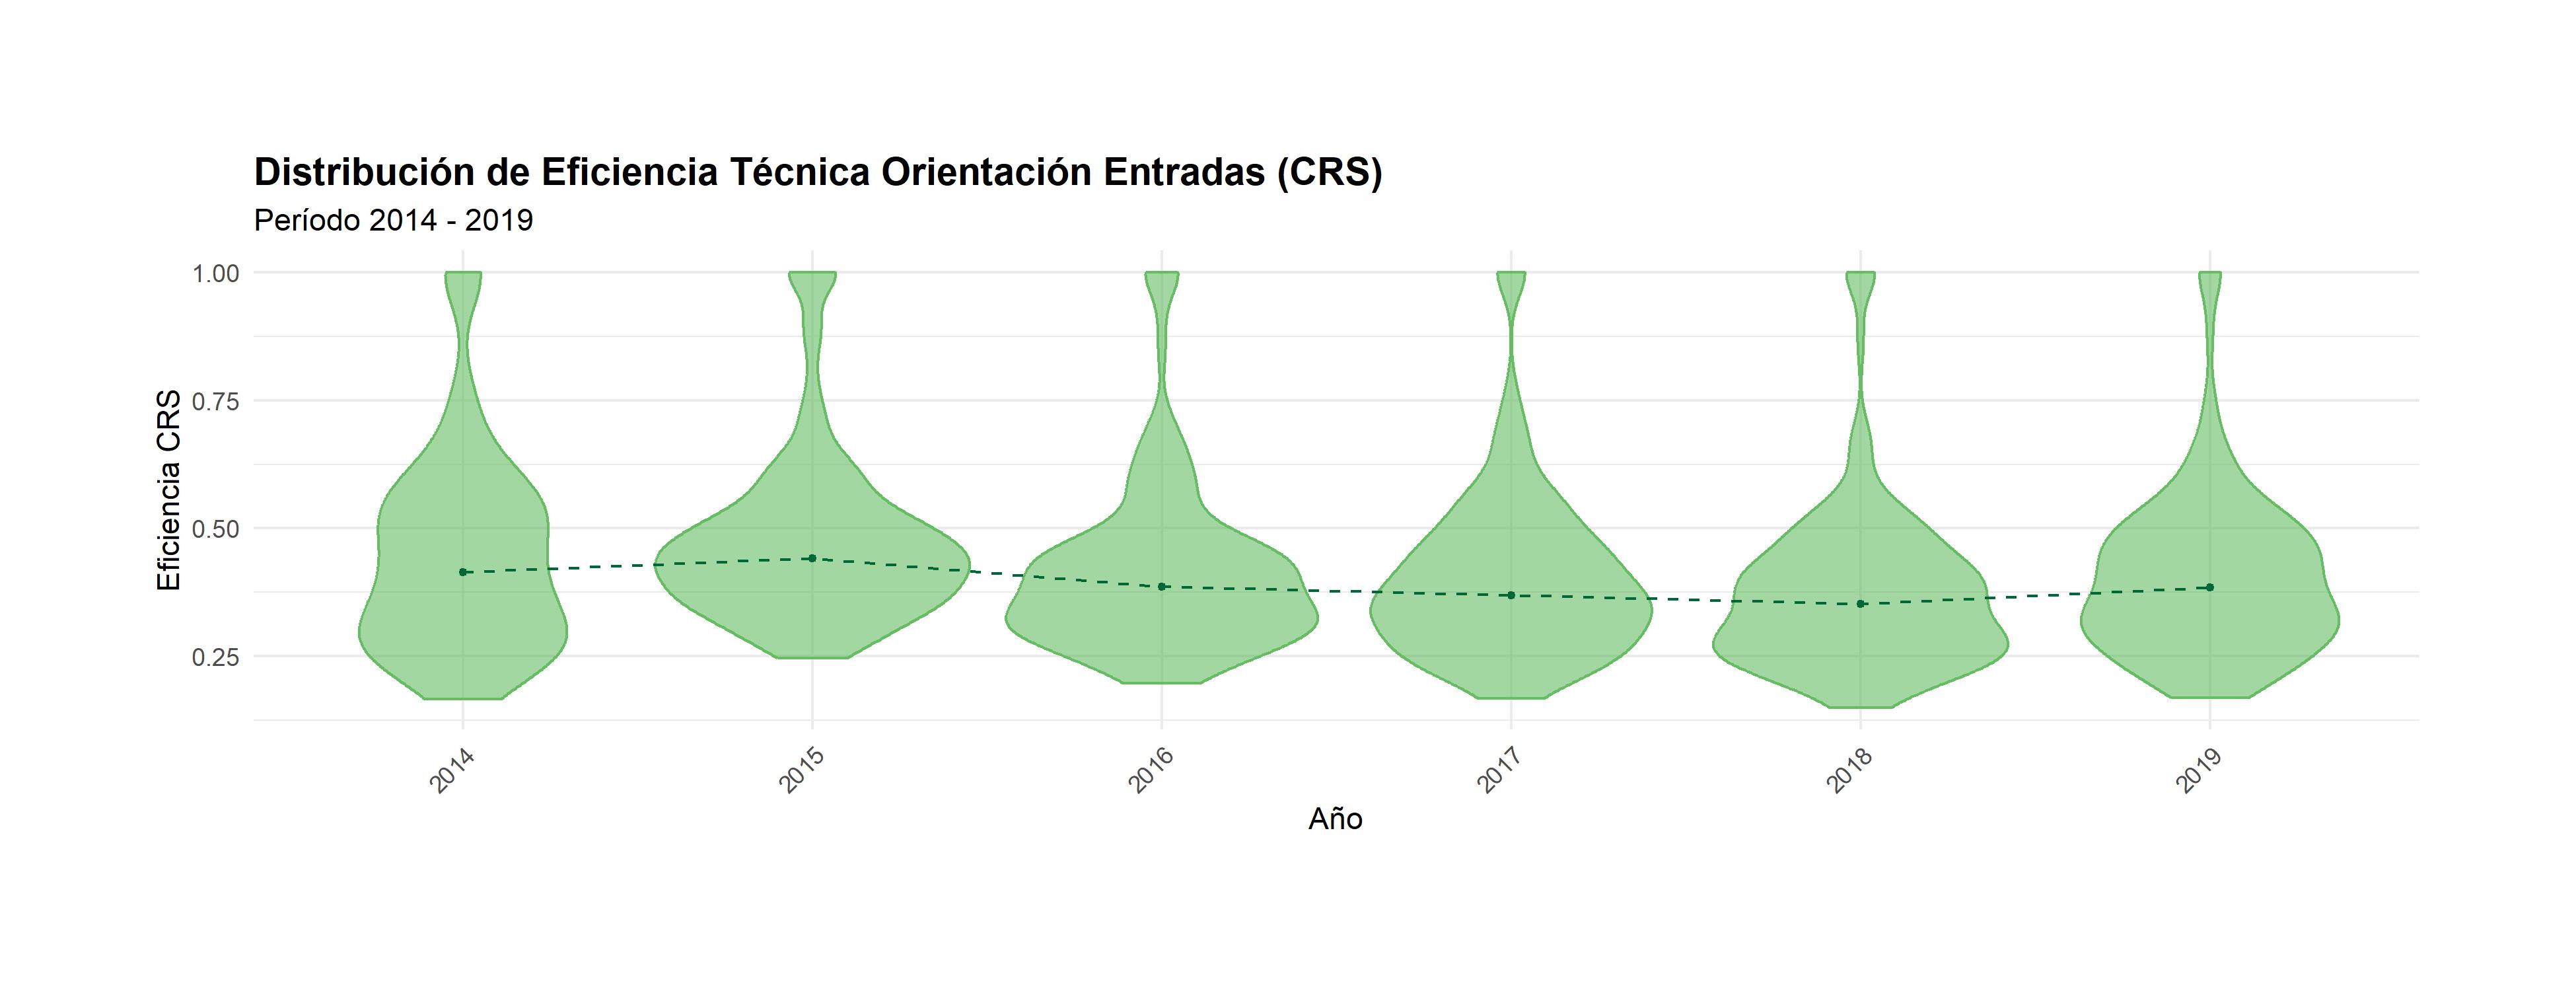 Distribución de Eficiencia Técnica Orientación Entradas (CRS)
Período 2014 - 2019
Eficiencia CRS
1.00
0.75
0.50
0.25
2014
2015
2016
2017
2018
2019
Año